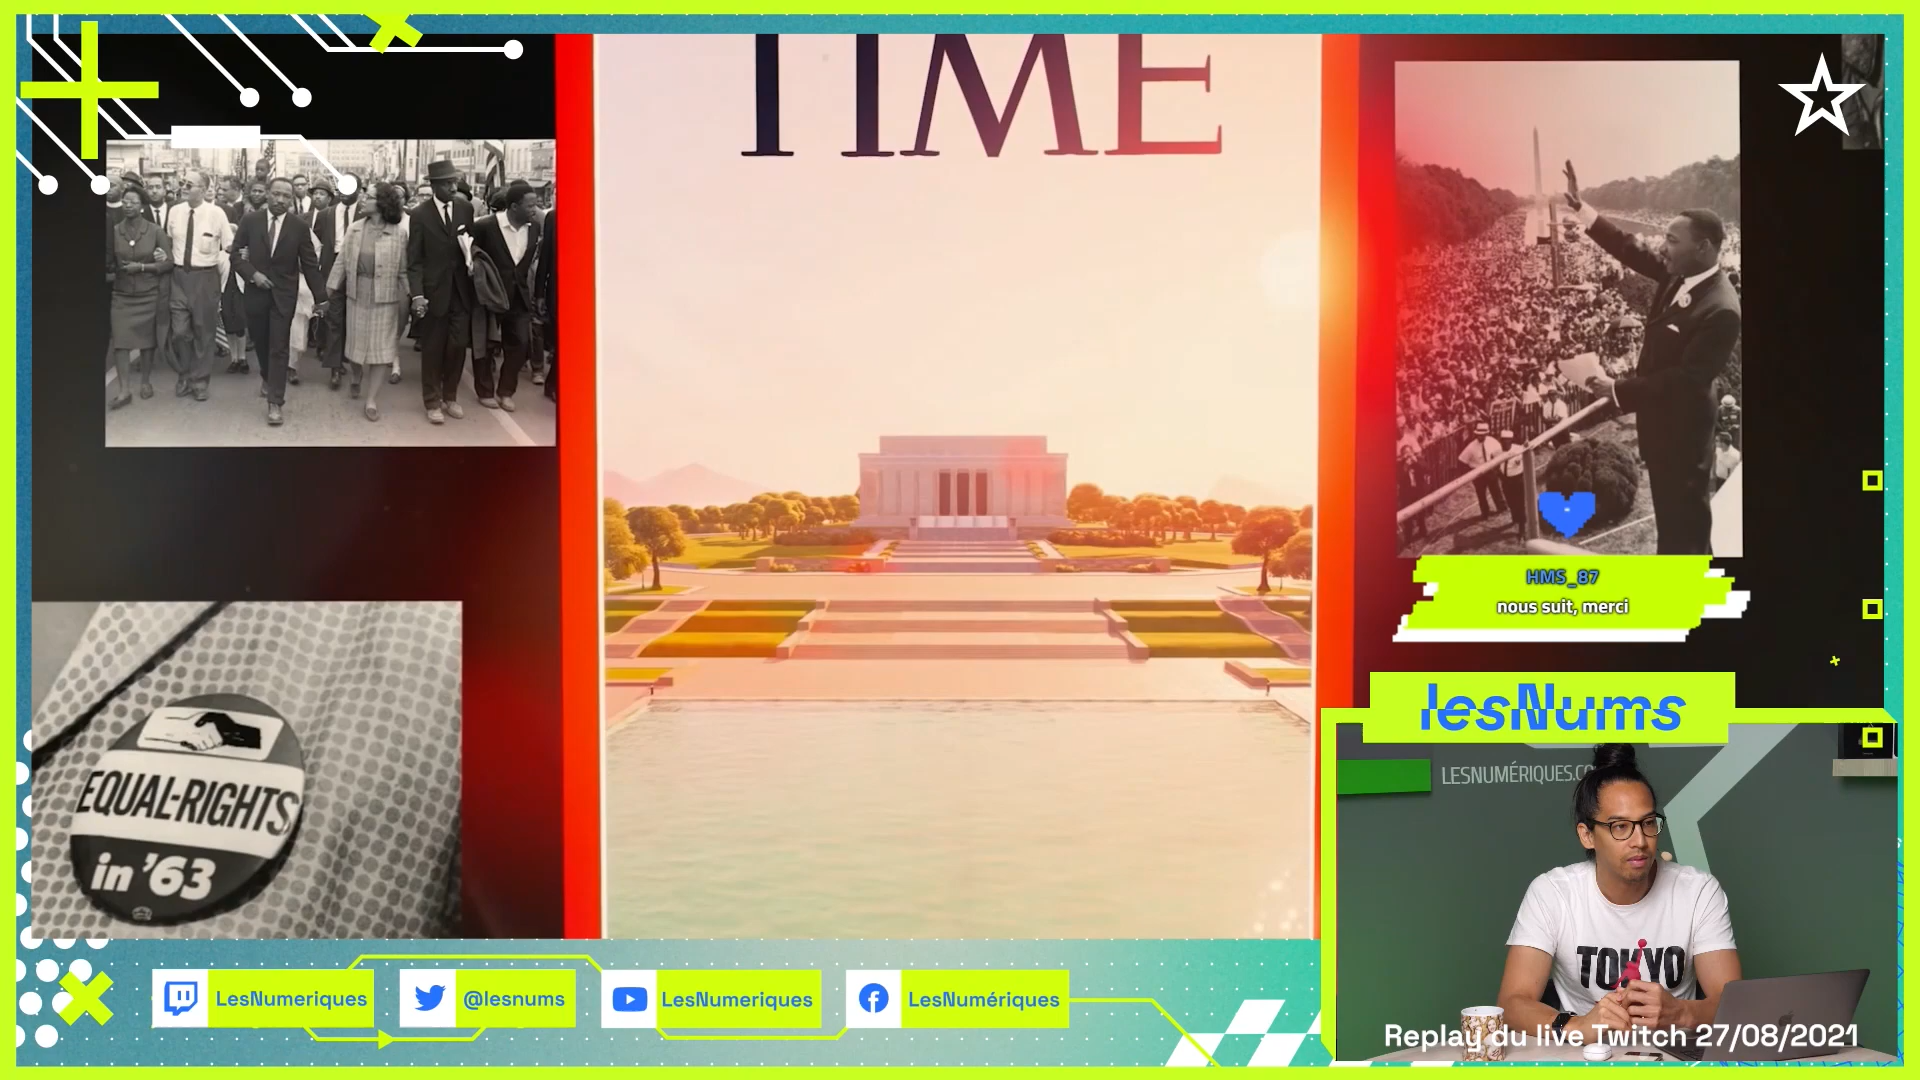 TIME
EQUAL-RIGHTS
in '63
HMS_87
nous suit, merci
lesNums
LESNUMÉRIQUES.CO
TOKYO
LesNumeriques
@lesnums
LesNumeriques
LesNumériques
Replay du live Twitch 27/08/2021